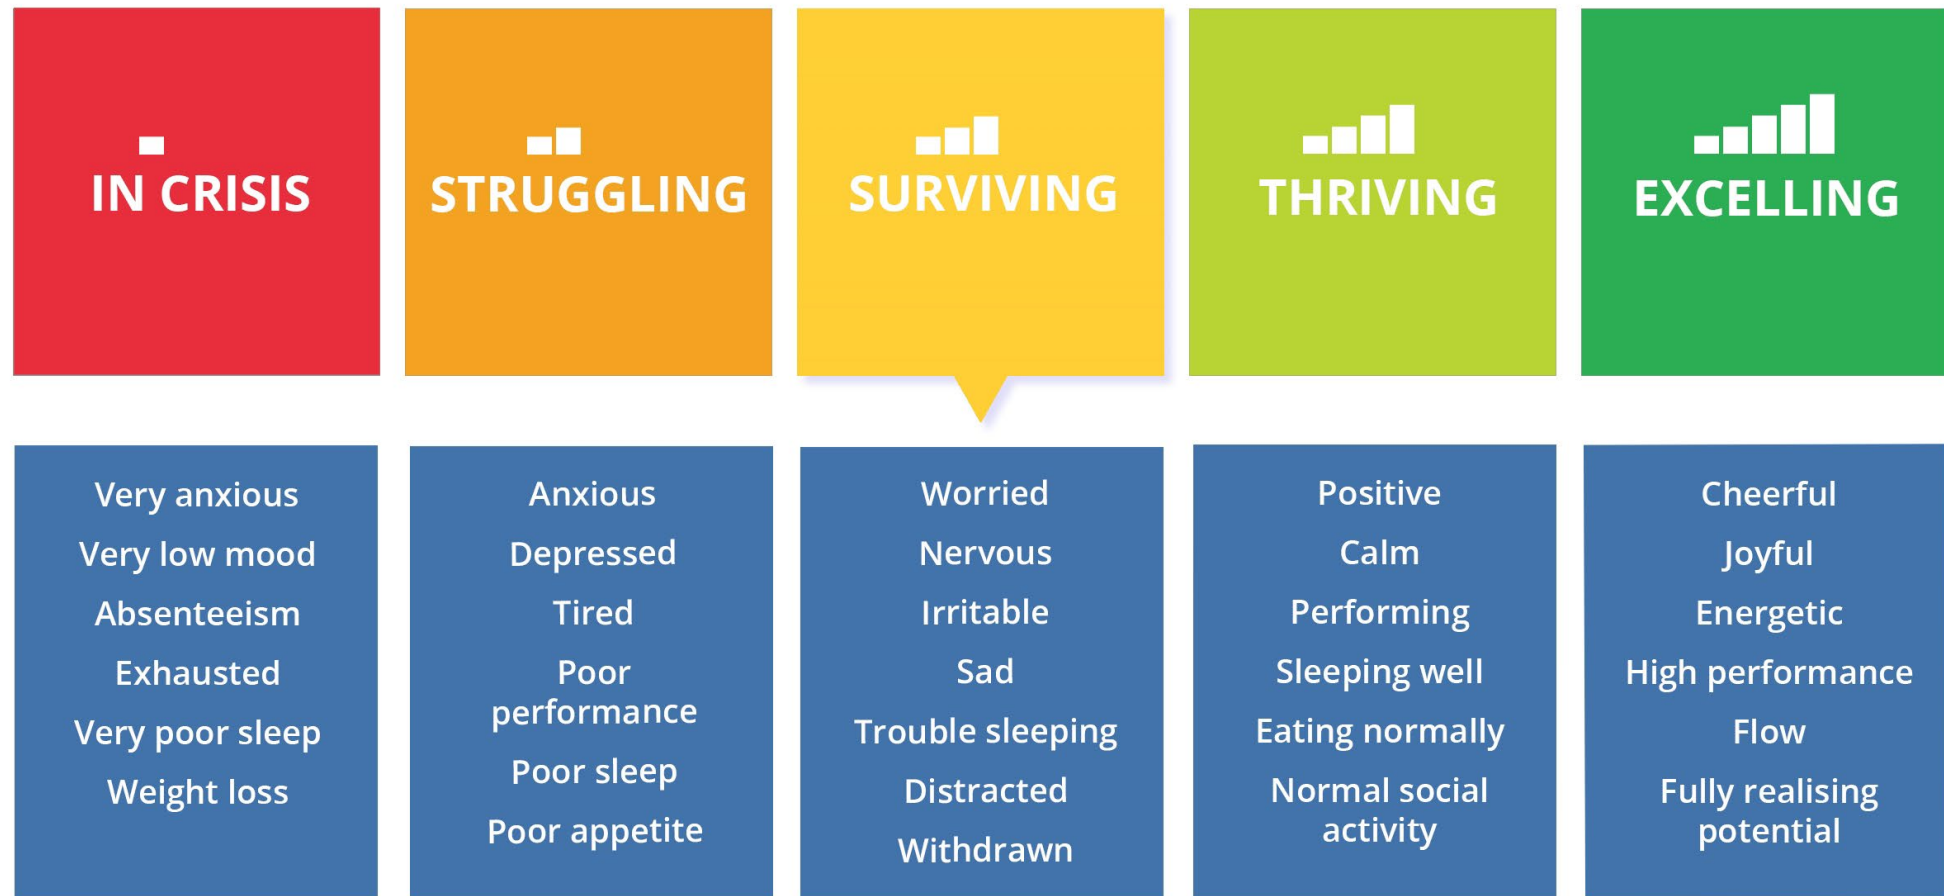 IN CRISIS
STRUGGLING
SURVIVING
THRIVING
EXCELLING
Very anxious
Very low mood
Absenteeism
Exhausted
Very poor sleep
Weight loss
Anxious
Depressed
Tired
Poor
performance
Poor sleep
Poor appetite
Worried
Nervous
Irritable
Sad
Trouble sleeping
Distracted
Withdrawn
Positive
Calm
Performing
Sleeping well
Eating normally
Normal social
activity
Cheerful
Joyful
Energetic
High performance
Flow
Fully realising
potential